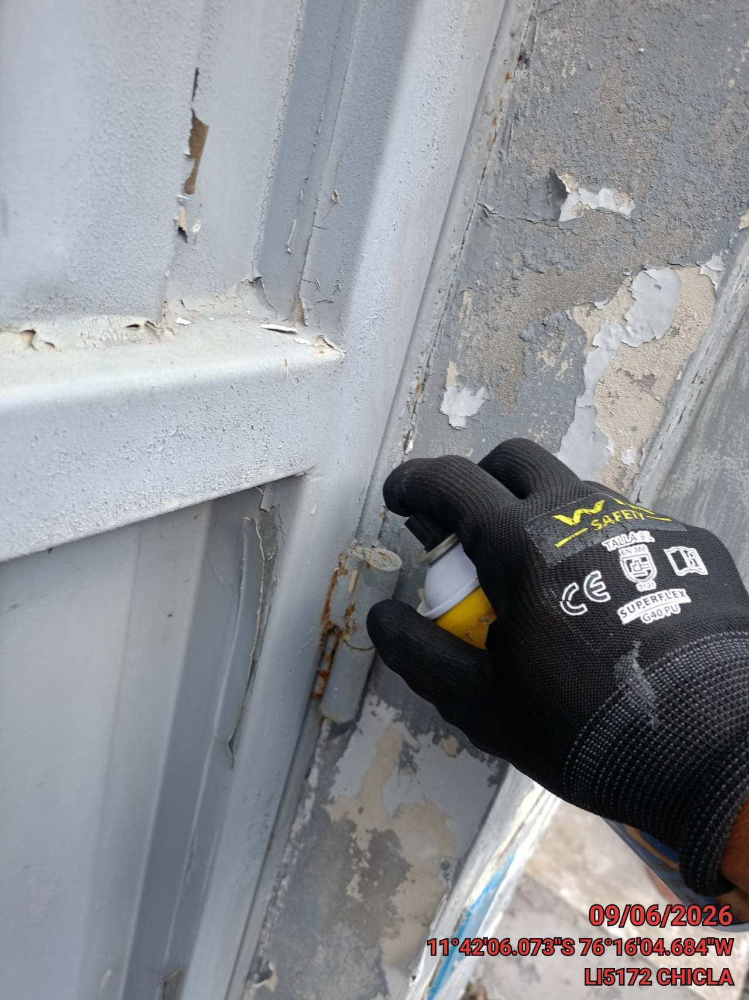 SAFETY
TALLA 9 L
EN 388
3131
CE
SUPERFLEX
G40 PU
09/06/2026
11°42'06.073"S 76°16'04.684"W
LI5172 CHICLA